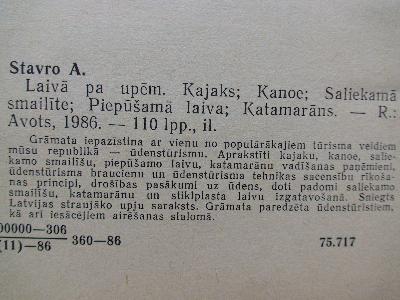 Stavro A.
Laivā pa upēm. Kajaks; Kanoe; Saliekamā
smailīte; Piepūšamā laiva; Katamarāns. — R.:
Avots, 1986. — 110 lpp., il.
Grāmata iepazīstina ar vienu no populārākajiem tūrisma veidiem
mūsu republikā — ūdenstūrismu. Aprakstīti kajaku, kanoe, salie-
kamo smailīšu, piepūšamo laivu, katamarānu vadīšanas paņēmieni,
ūdenstūrisma braucienu un ūdenstūrisma tehnikas sacensību rīkoša-
nas principi, drošības pasākumi uz ūdens, doti padomi saliekamo
smailīšu, katamarānu un stiklplasta laivu izgatavošanā. Sniegts
Latvijas straujāko upju saraksts. Grāmata paredzēta ūdenstūristiem,
kā arī iesācējiem airēšanas slalomā.
00000—306
(11)—86 360—86 75.717